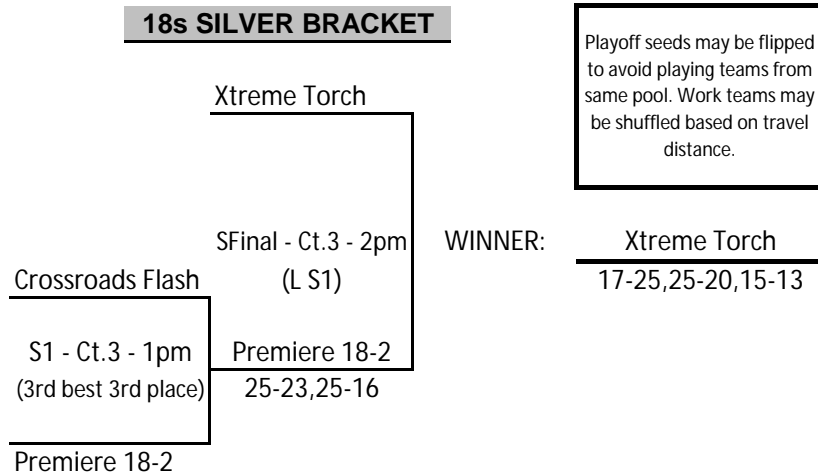 18s SILVER BRACKET
Playoff seeds may be flipped
to avoid playing teams from
same pool. Work teams may
be shuffled based on travel
distance.
Xtreme Torch
SFinal - Ct.3 - 2pm
(L S1)
WINNER:
Xtreme Torch
17-25,25-20,15-13
Crossroads Flash
S1 - Ct.3 - 1pm
(3rd best 3rd place)
Premiere 18-2
25-23,25-16
Premiere 18-2